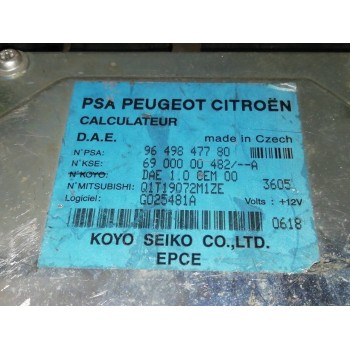 PSA PEUGEOT CITROËN
CALCULATEUR
D.A.E. made in Czech
N°PSA: 96 498 477 80
N°KSE: 69 000 00 482/--A
N°KOYO: DAE 1.0 8EM 00
N°MITSUBISHI: Q1T19072M1ZE 3605
Logiciel: G025481A Volts : +12V
0618
KOYO SEIKO CO.,LTD.
EPCE